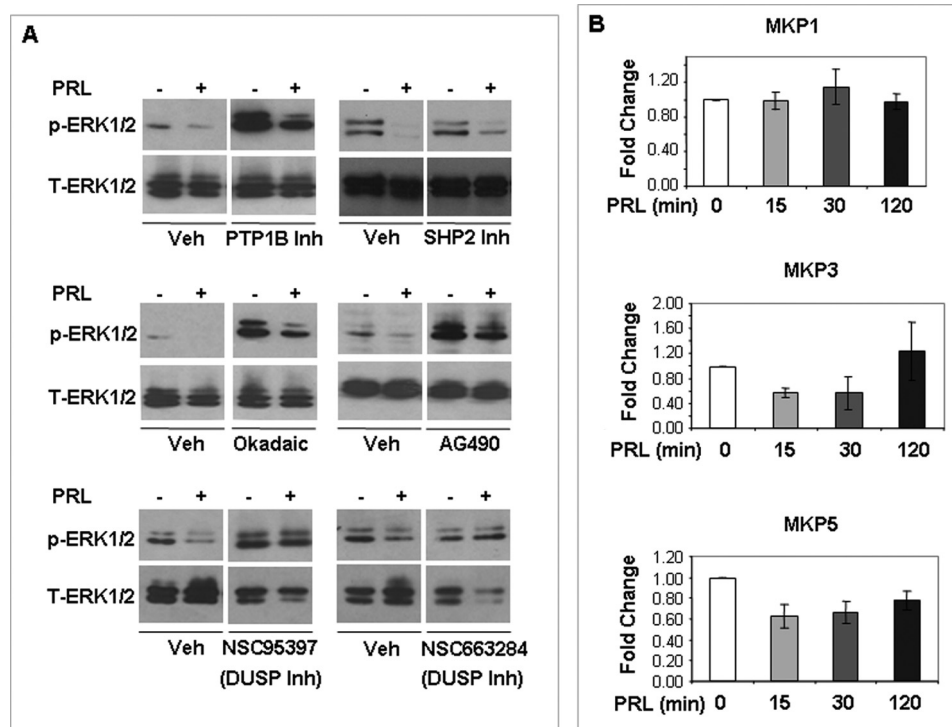 A
PRL - + - + - + - +
p-ERK1/2
T-ERK1/2
Veh PTP1B Inh Veh SHP2 Inh
PRL - + - + - + - +
p-ERK1/2
T-ERK1/2
Veh Okadaic Veh AG490
PRL - + - + - + - +
p-ERK1/2
T-ERK1/2
Veh NSC95397 Veh NSC663284
(DUSP Inh) (DUSP Inh)
B
MKP1
Fold Change
1.20
0.80
0.40
0.00
PRL (min) 0 15 30 120
MKP3
Fold Change
2.00
1.60
1.20
0.80
0.40
0.00
PRL (min) 0 15 30 120
MKP5
Fold Change
1.20
1.00
0.80
0.60
0.40
0.20
0.00
PRL (min) 0 15 30 120